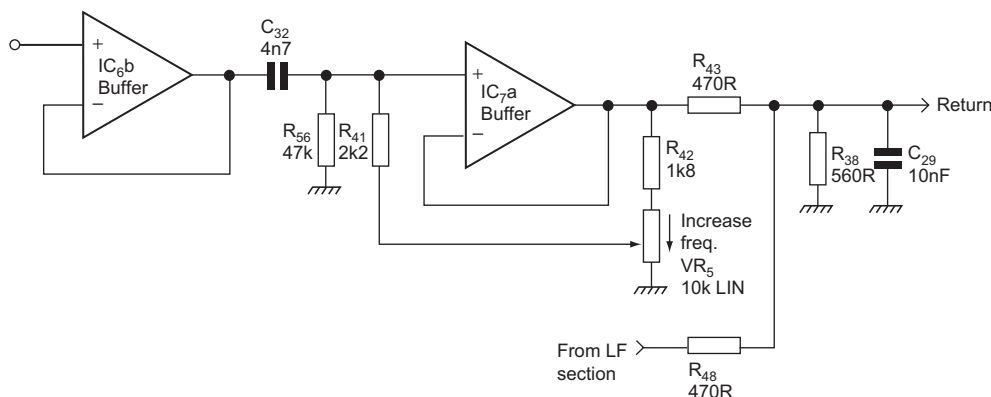 +
IC6b
Buffer
−
C32
4n7
R56
47k
R41
2k2
+
IC7a
Buffer
−
R43
470R
R42
1k8
Increase
freq.
VR5
10k LIN
R38
560R
C29
10nF
Return
From LF
section
R48
470R